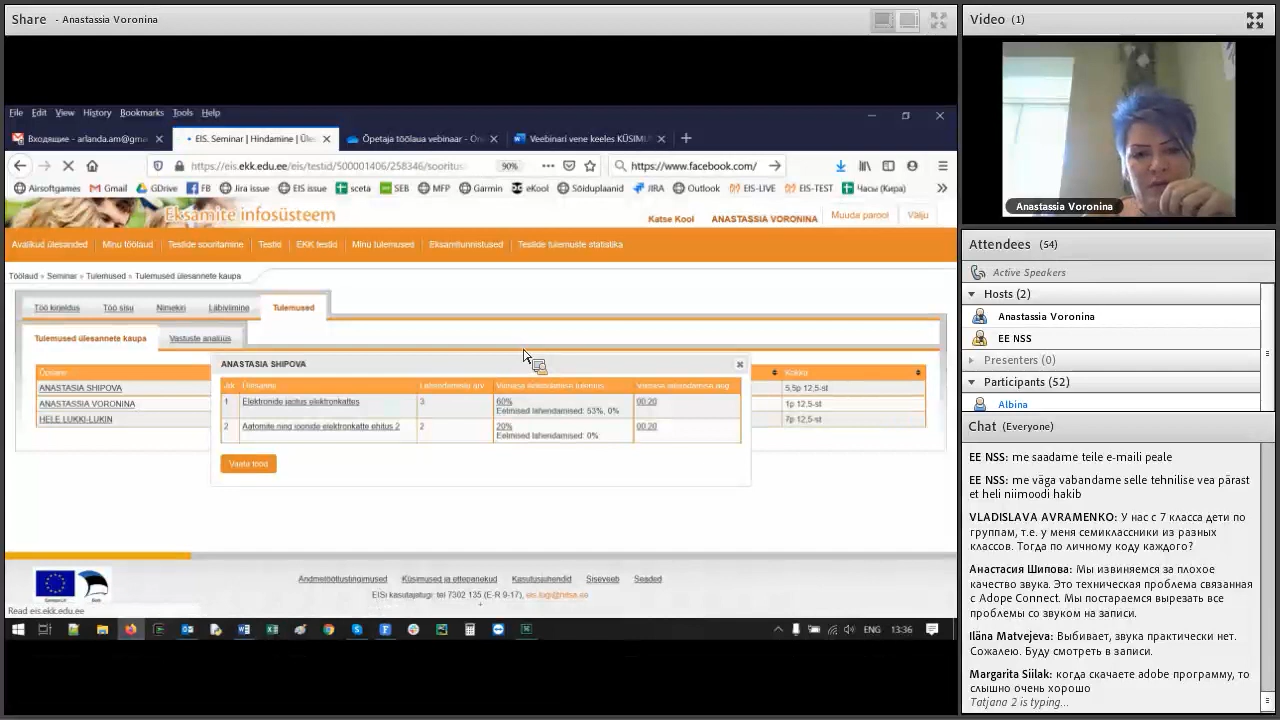 Share - Anastassia Voronina
Video (1)
File Edit View History Bookmarks Tools Help
Входящие - arlanda.am@gma
EIS. Seminar | Hindamine | Üles
Õpetaja töölaua vebinaar - On
Veebinari vene keeles KÜSIMU
https://eis.ekk.edu.ee/eis/testid/500001406/258346/sooritus
90%
https://www.facebook.com/
Airsoftgames Gmail GDrive FB Jira issue EIS issue sceta SEB MFP Garmin eKool Sõiduplaanid JIRA Outlook EIS-LIVE EIS-TEST Часы (Кира)
Anastassia Voronina
Eksamite infosüsteem
Katse Kool ANASTASSIA VORONINA Muuda parool Välju
Avalikud ülesanded Minu töölaud Testide sooritamine Testid EKK testid Minu tulemused Eksamitunnistused Testide tulemuste statistika
Töölaud » Seminar » Tulemused » Tulemused ülesannete kaupa
Töö kirjeldus Töö sisu Nimekiri Läbiviimine Tulemused
Tulemused ülesannete kaupa Vastuste analüüs
ANASTASIA SHIPOVA
Õppur Kokku
ANASTASIA SHIPOVA 5,5p 12,5-st
ANASTASSIA VORONINA 1p 12,5-st
HELE LUKKI-LUKIN 7p 12,5-st
Jrk Ülesanne Lahendamiste arv Viimase lahendamise tulemus Viimase lahendamise aeg
1 Elektronide jaotus elektronkattes 3 60% 00:20
Eelmised lahendamised: 53%, 0%
2 Aatomite ning ioonide elektronkatte ehitus 2 2 20% 00:20
Eelmised lahendamised: 0%
Vaata tööd
Andmetöötlustingimused Küsimused ja ettepanekud Kasutusjuhendid Siseveeb Seaded
EISi kasutajatugi: tel 7302 135 (E-R 9-17), eis.tugi@hitsa.ee
Read eis.ekk.edu.ee
ENG 13:36
Attendees (54)
Active Speakers
Hosts (2)
Anastassia Voronina
EE NSS
Presenters (0)
Participants (52)
Albina
Chat (Everyone)
EE NSS: me saadame teile e-maili peale
EE NSS: me väga vabandame selle tehnilise vea pärast
et heli niimoodi hakib
VLADISLAVA AVRAMENKO: У нас с 7 класса дети по
группам, т.е. у меня семиклассники из разных
классов. Тогда по личному коду каждого?
Анастасия Шипова: Мы извиняемся за плохое
качество звука. Это техническая проблема связанная
с Adope Connect. Мы постараемся вырезать все
проблемы со звуком на записи.
Iläna Matvejeva: Выбивает, звука практически нет.
Сожалею. Буду смотреть в записи.
Margarita Siilak: когда скачаете adobe программу, то
слышно очень хорошо
Tatjana 2 is typing...